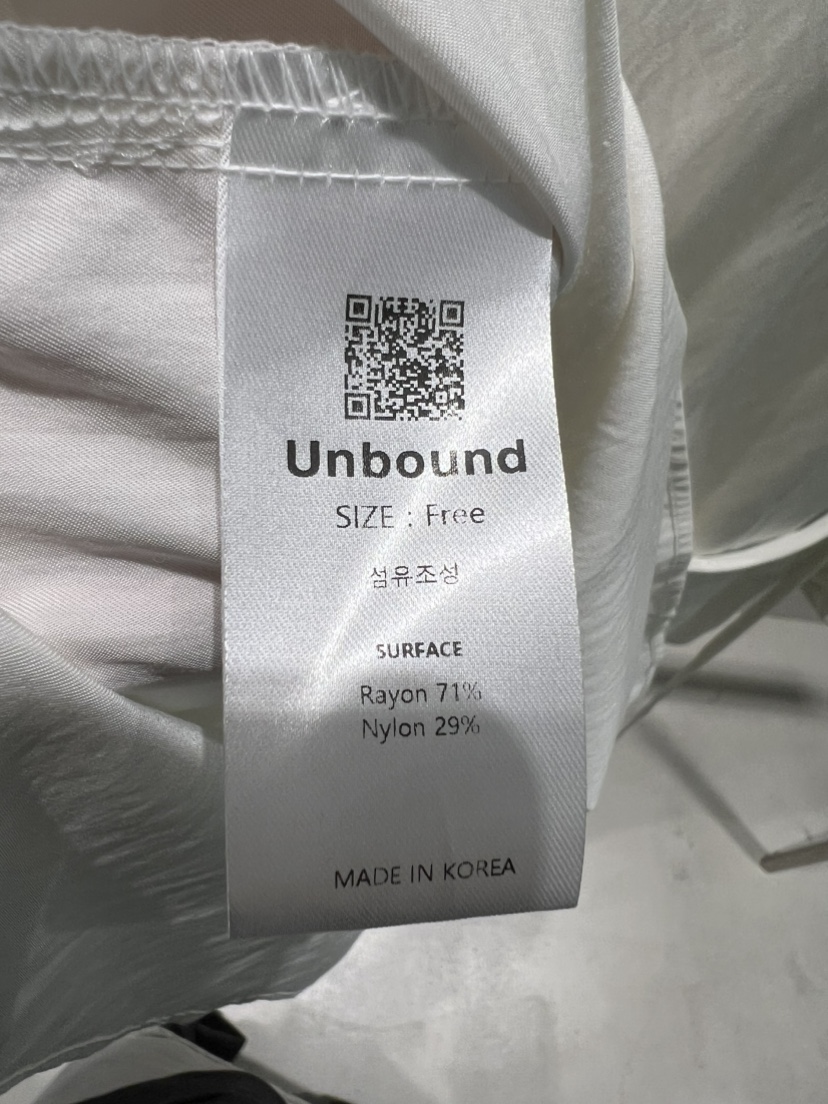 Unbound
SIZE : Free
섬유조성
SURFACE
Rayon 71%
Nylon 29%
MADE IN KOREA